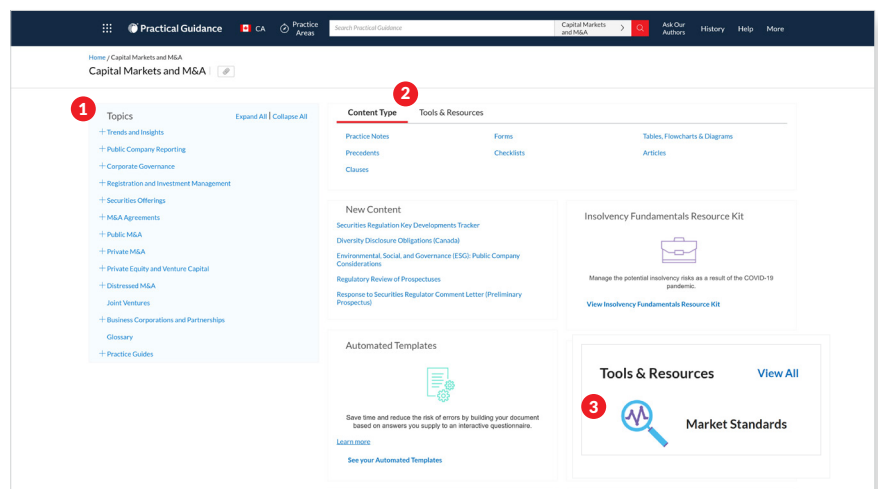 Practical Guidance
CA
Practice Areas
Search Practical Guidance
Capital Markets and M&A
Ask Our Authors
History
Help
More
Home / Capital Markets and M&A
Capital Markets and M&A
1
Topics
Expand All | Collapse All
+ Trends and Insights
+ Public Company Reporting
+ Corporate Governance
+ Registration and Investment Management
+ Securities Offerings
+ M&A Agreements
+ Public M&A
+ Private M&A
+ Private Equity and Venture Capital
+ Distressed M&A
Joint Ventures
+ Business Corporations and Partnerships
Glossary
+ Practice Guides
2
Content Type
Tools & Resources
Practice Notes
Forms
Tables, Flowcharts & Diagrams
Precedents
Checklists
Articles
Clauses
New Content
Securities Regulation Key Developments Tracker
Diversity Disclosure Obligations (Canada)
Environmental, Social, and Governance (ESG): Public Company
Considerations
Regulatory Review of Prospectuses
Response to Securities Regulator Comment Letter (Preliminary
Prospectus)
Insolvency Fundamentals Resource Kit
Manage the potential insolvency risks as a result of the COVID-19
pandemic.
View Insolvency Fundamentals Resource Kit
Automated Templates
Save time and reduce the risk of errors by building your document
based on answers you supply to an interactive questionnaire.
Learn more
See your Automated Templates
Tools & Resources
View All
3
Market Standards